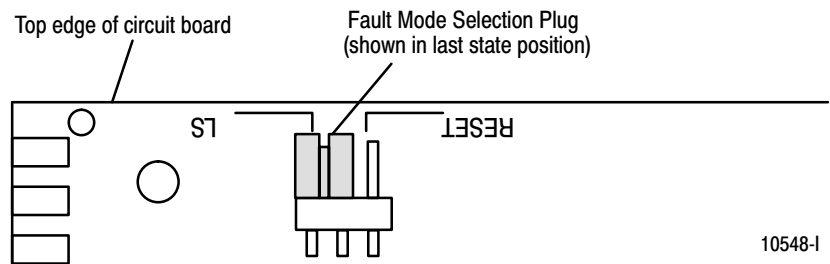 Top edge of circuit board
Fault Mode Selection Plug
(shown in last state position)
LS
RESET
10548-I